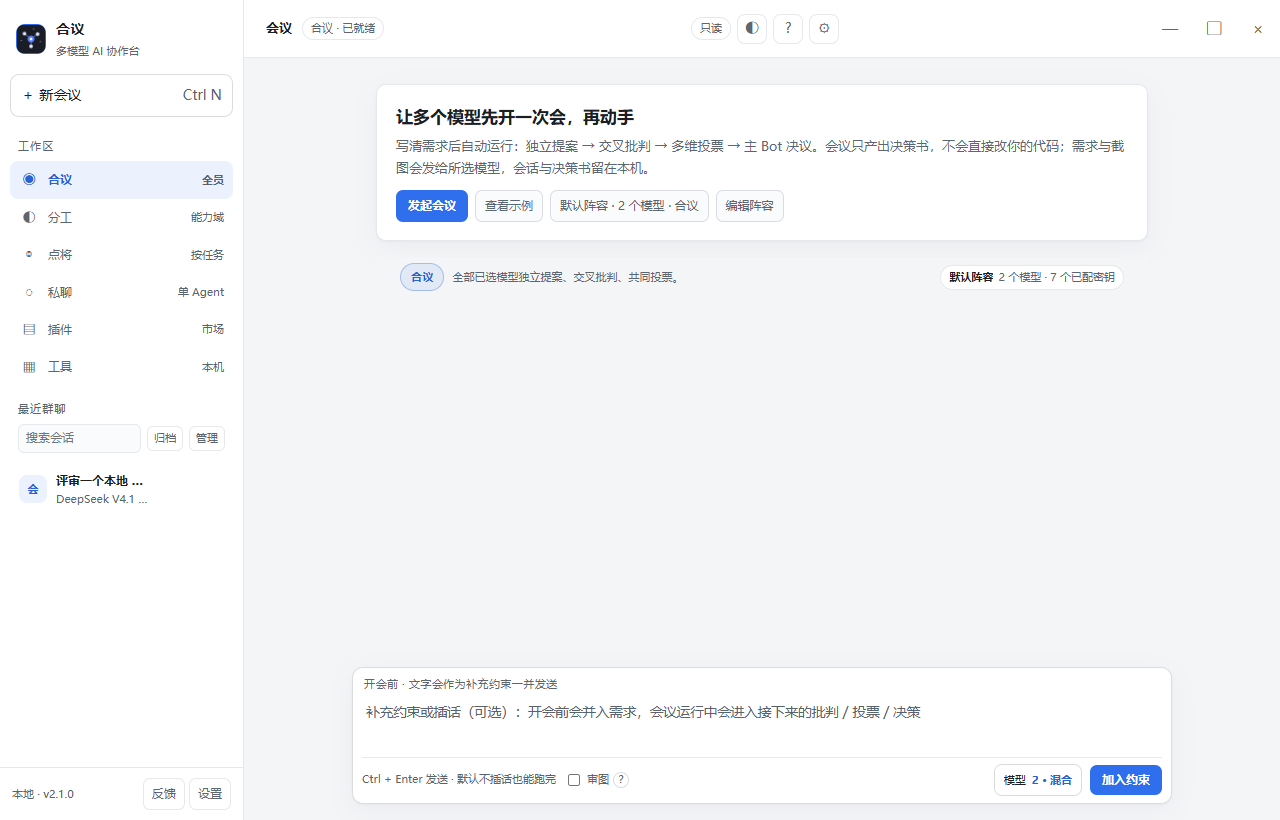 合议
多模型 AI 协作台
+ 新会议 Ctrl N
工作区
合议 全员
分工 能力域
点将 按任务
私聊 单 Agent
插件 市场
工具 本机
最近群聊
搜索会话 归档 管理
会 评审一个本地 ...
DeepSeek V4.1 ...
本地 · v2.1.0 反馈 设置
会议 合议 · 已就绪 只读 ?
让多个模型先开一次会，再动手
写清需求后自动运行：独立提案 → 交叉批判 → 多维投票 → 主 Bot 决议。会议只产出决策书，不会直接改你的代码；需求与截
图会发给所选模型，会话与决策书留在本机。
发起会议 查看示例 默认阵容 · 2 个模型 · 合议 编辑阵容
合议 全部已选模型独立提案、交叉批判、共同投票。 默认阵容 2 个模型 · 7 个已配密钥
开会前 · 文字会作为补充约束一并发送
补充约束或插话（可选）：开会前会并入需求，会议运行中会进入接下来的批判 / 投票 / 决策
Ctrl + Enter 发送 · 默认不插话也能跑完 审图 ? 模型 2 · 混合 加入约束